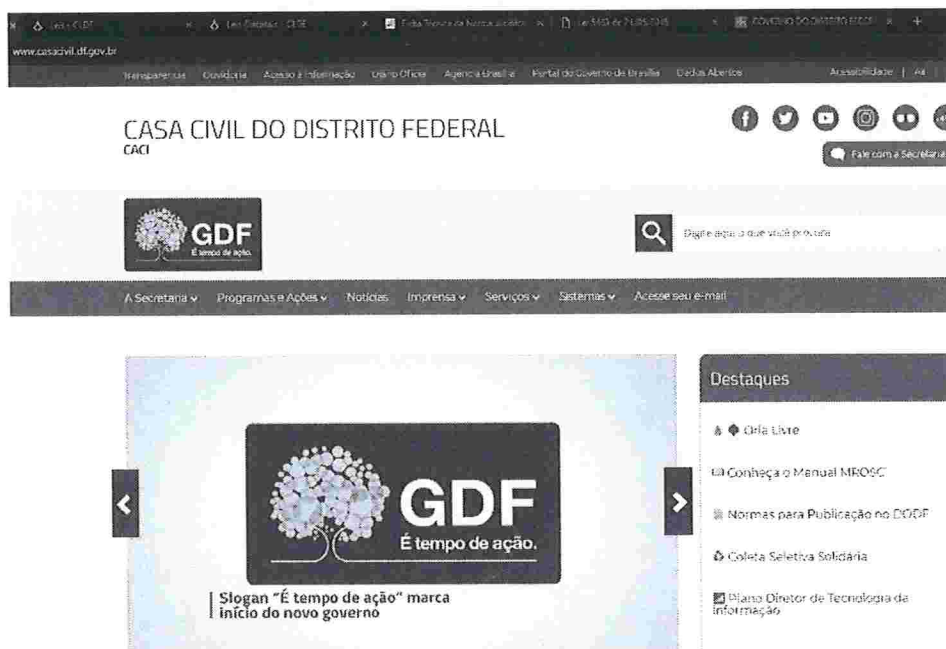 www.casacivil.df.gov.br
Transparência Ouvidoria Acesso à Informação Diário Oficial Agência Brasília Portal do Governo de Brasília Dados Abertos Acessibilidade | Aa |
CASA CIVIL DO DISTRITO FEDERAL
CACI
Fale com a Secretaria
GDF
É tempo de ação.
Digite aqui o que você procura
A Secretaria Programas e Ações Notícias Imprensa Serviços Sistemas Acesse seu e-mail
Destaques
Orla Livre
Conheça o Manual MROSC
Normas para Publicação no DODF
Coleta Seletiva Solidária
Plano Diretor de Tecnologia da
Informação
GDF
É tempo de ação.
Slogan "É tempo de ação" marca
início do novo governo